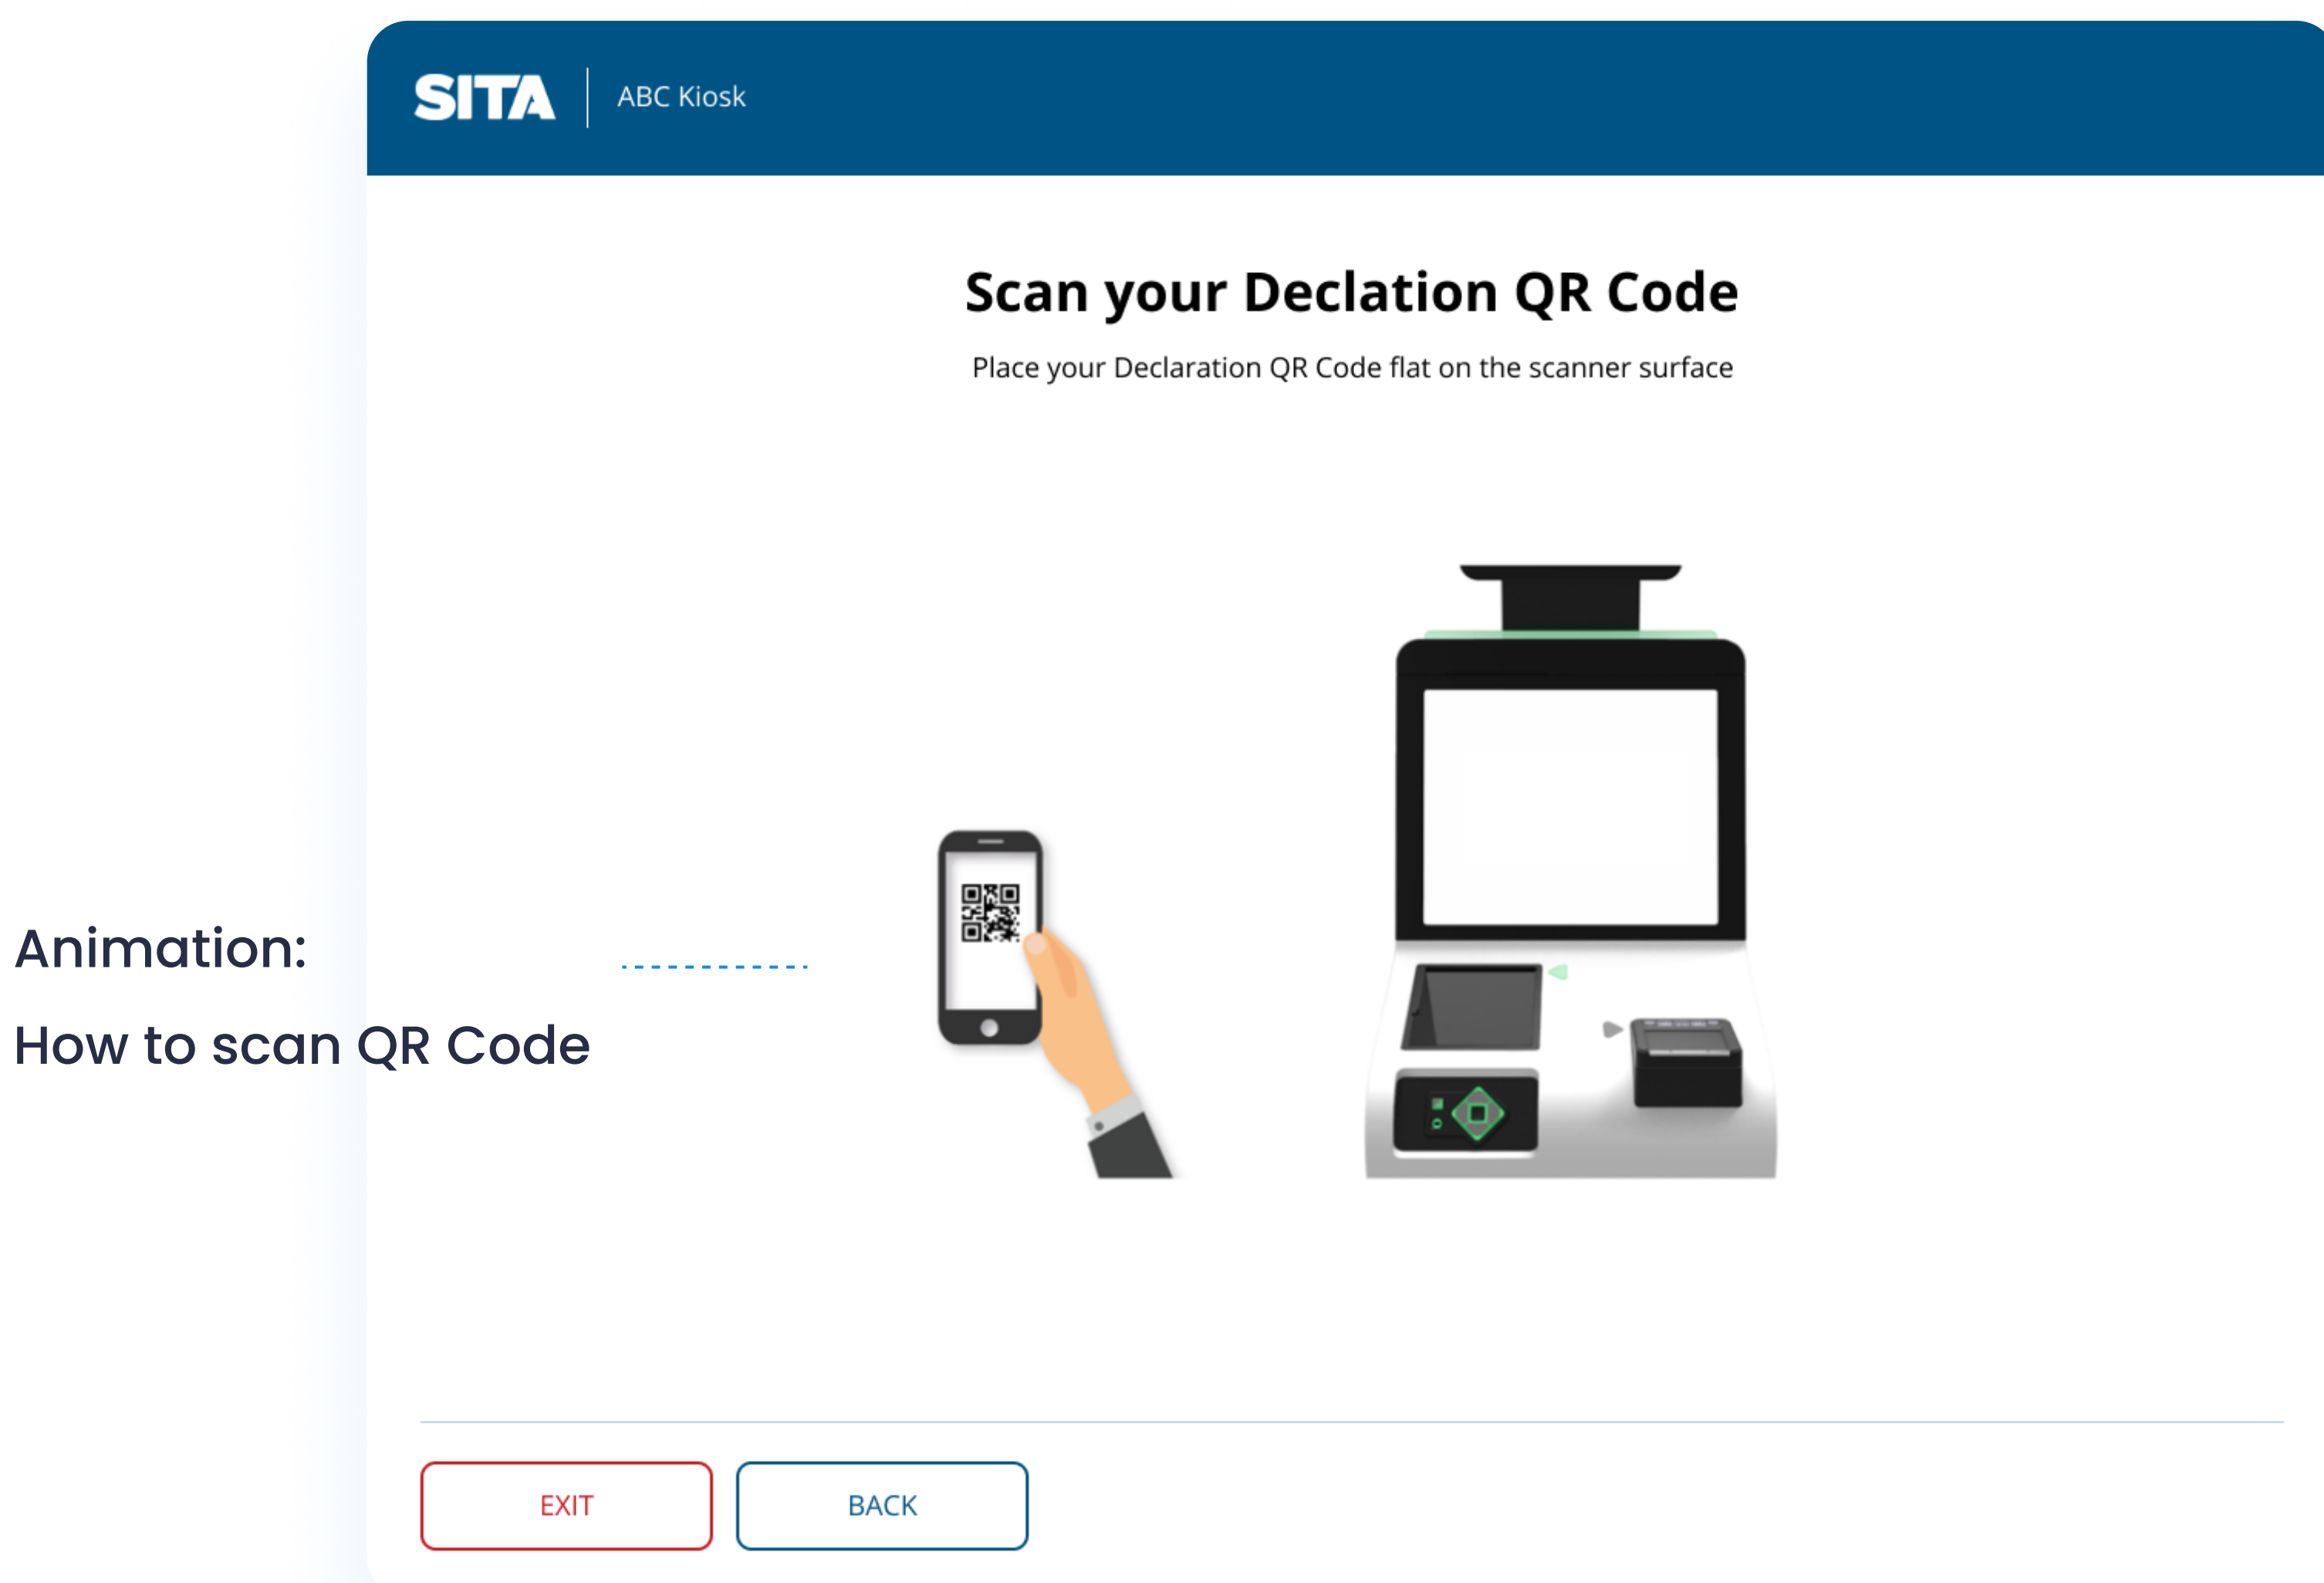 SITA
ABC Kiosk
Scan your Declation QR Code
Place your Declaration QR Code flat on the scanner surface
Animation:
How to scan QR Code
EXIT
BACK